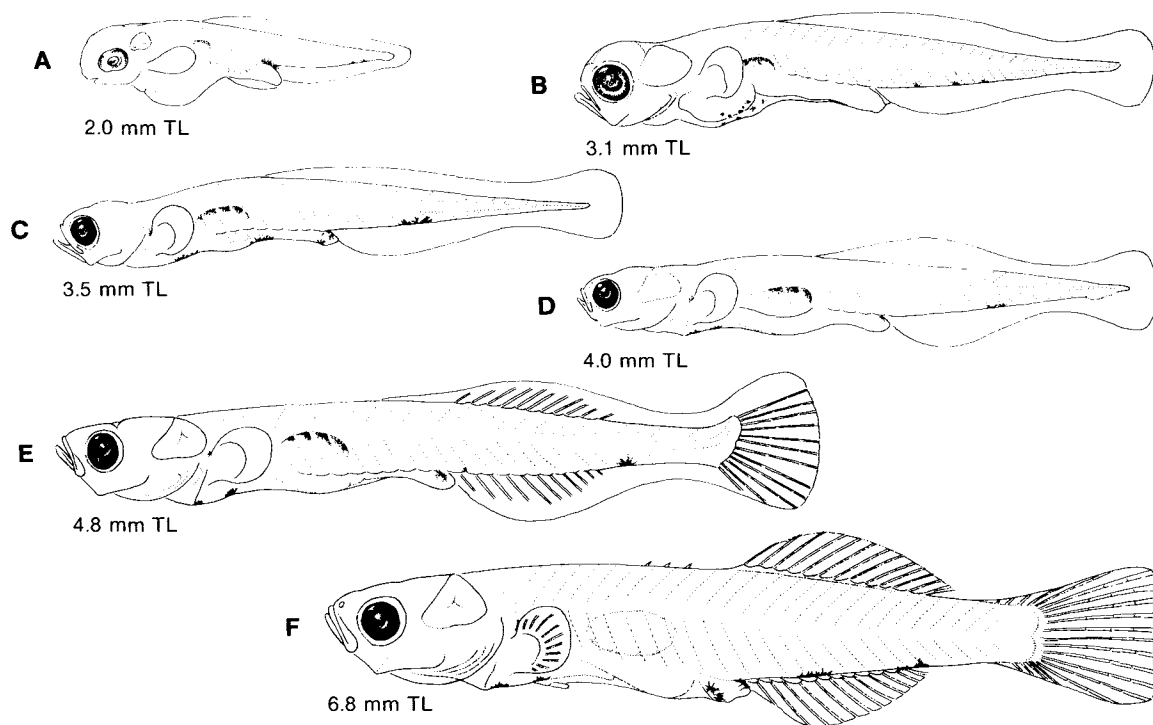 A
2.0 mm TL
B
3.1 mm TL
C
3.5 mm TL
D
4.0 mm TL
E
4.8 mm TL
F
6.8 mm TL